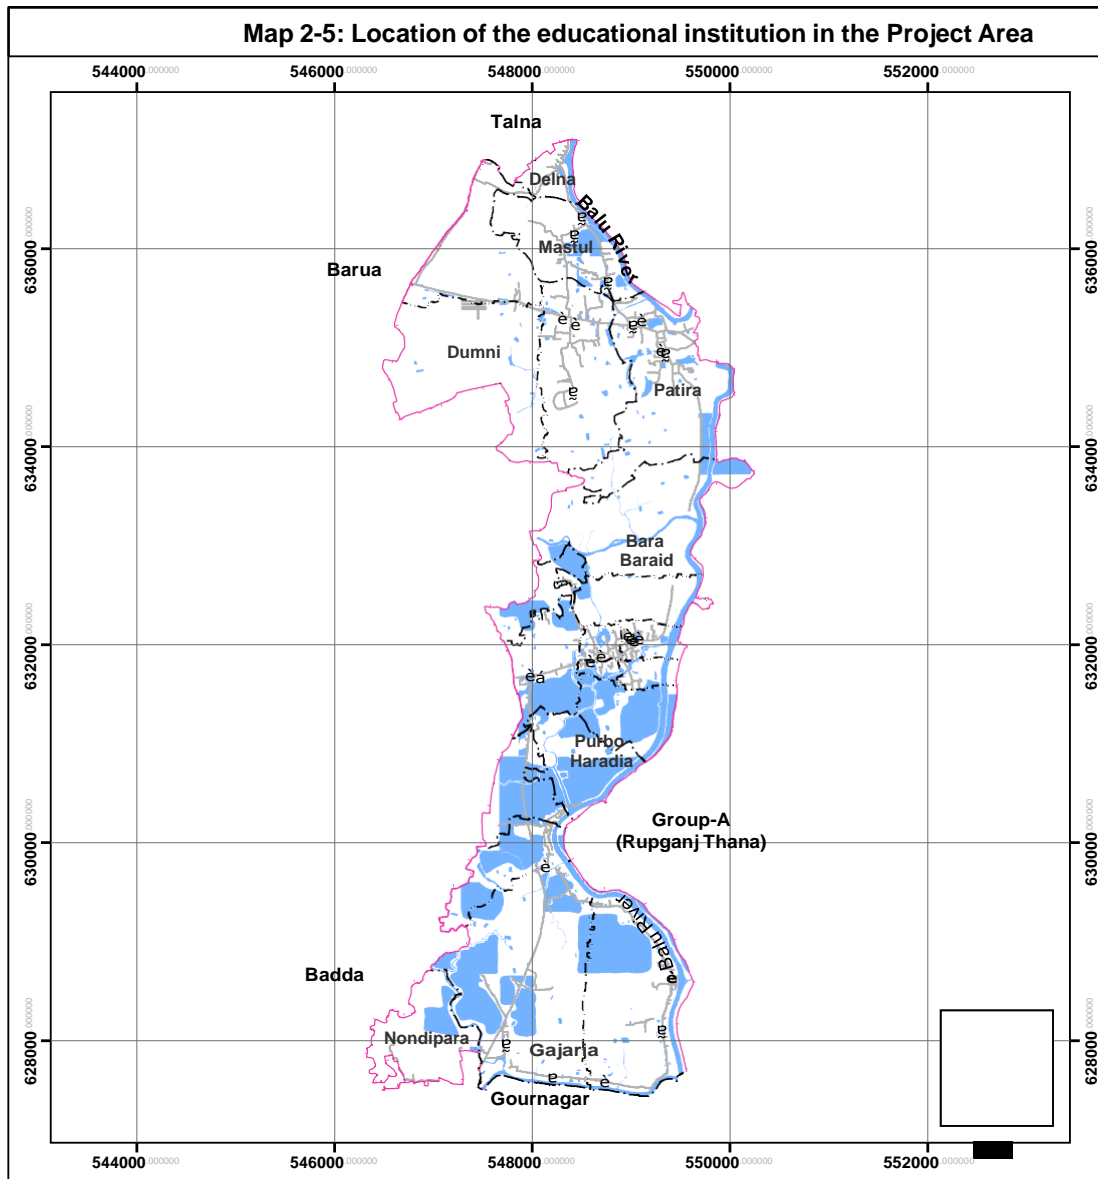 Map 2-5: Location of the educational institution in the Project Area
544000.000000 546000.000000 548000.000000 550000.000000 552000.000000
Talna
Delna
Balu River
Mastul
636000.000000 636000.000000
Barua
Dumni
Patira
634000.000000 634000.000000
Bara
Baraid
632000.000000 632000.000000
Purbo
Haradia
Group-A
(Rupganj Thana)
630000.000000 630000.000000
Balu River
Badda
Nondipara
Gajarja
628000.000000 628000.000000
Gournagar
544000.000000 546000.000000 548000.000000 550000.000000 552000.000000